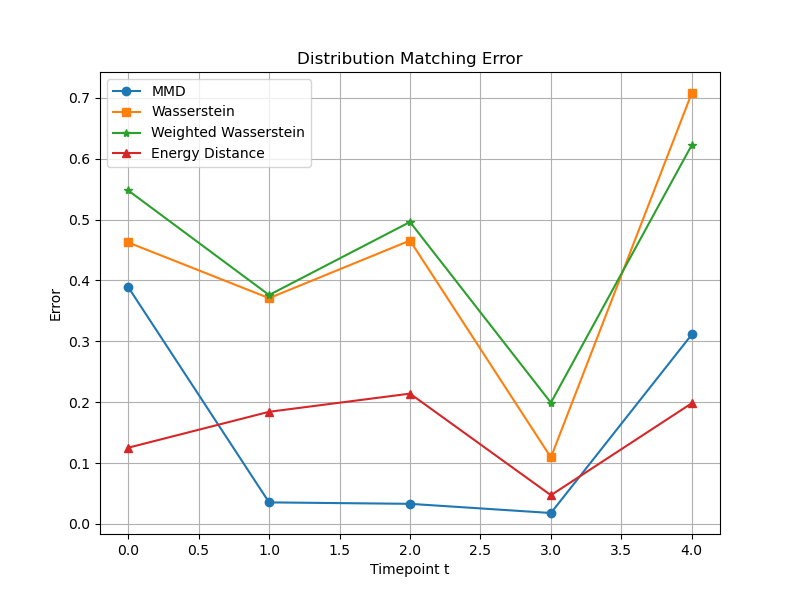 Distribution Matching Error
MMD
Wasserstein
Weighted Wasserstein
Energy Distance
Error
0.7
0.6
0.5
0.4
0.3
0.2
0.1
0.0
0.0 0.5 1.0 1.5 2.0 2.5 3.0 3.5 4.0
Timepoint t